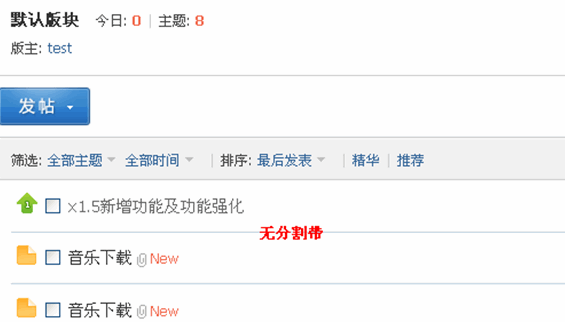 默认版块 今日: 0 | 主题: 8
版主: test
发帖
筛选: 全部主题 全部时间 | 排序: 最后发表 | 精华 | 推荐
1 x1.5新增功能及功能强化
无分割带
音乐下载 New
音乐下载 New